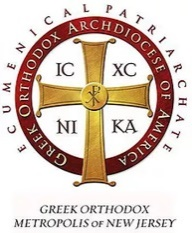 ECUMENICAL PATRIARCHATE
GREEK ORTHODOX ARCHDIOCESE OF AMERICA
IC XC
NI KA
GREEK ORTHODOX
METROPOLIS of NEW JERSEY